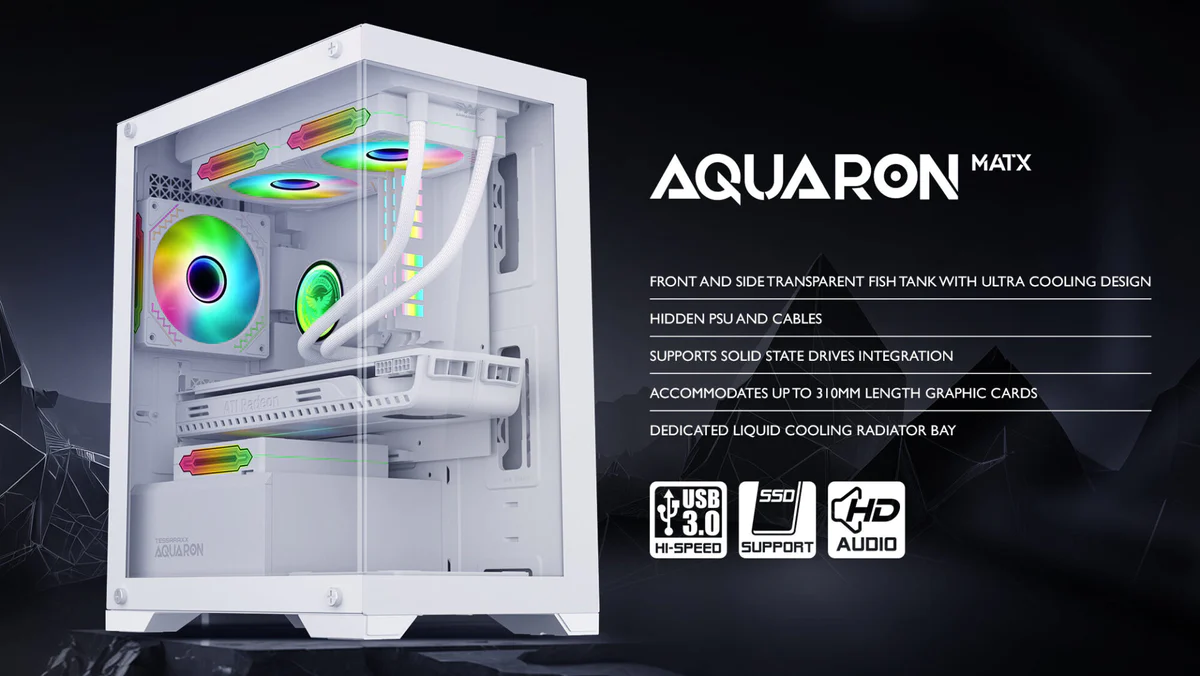 AQUARON MATX
FRONT AND SIDE TRANSPARENT FISH TANK WITH ULTRA COOLING DESIGN
HIDDEN PSU AND CABLES
SUPPORTS SOLID STATE DRIVES INTEGRATION
ACCOMMODATES UP TO 310MM LENGTH GRAPHIC CARDS
DEDICATED LIQUID COOLING RADIATOR BAY
USB
3.0
HI-SPEED
SSD
SUPPORT
HD
AUDIO
ATI Radeon
AQUARON